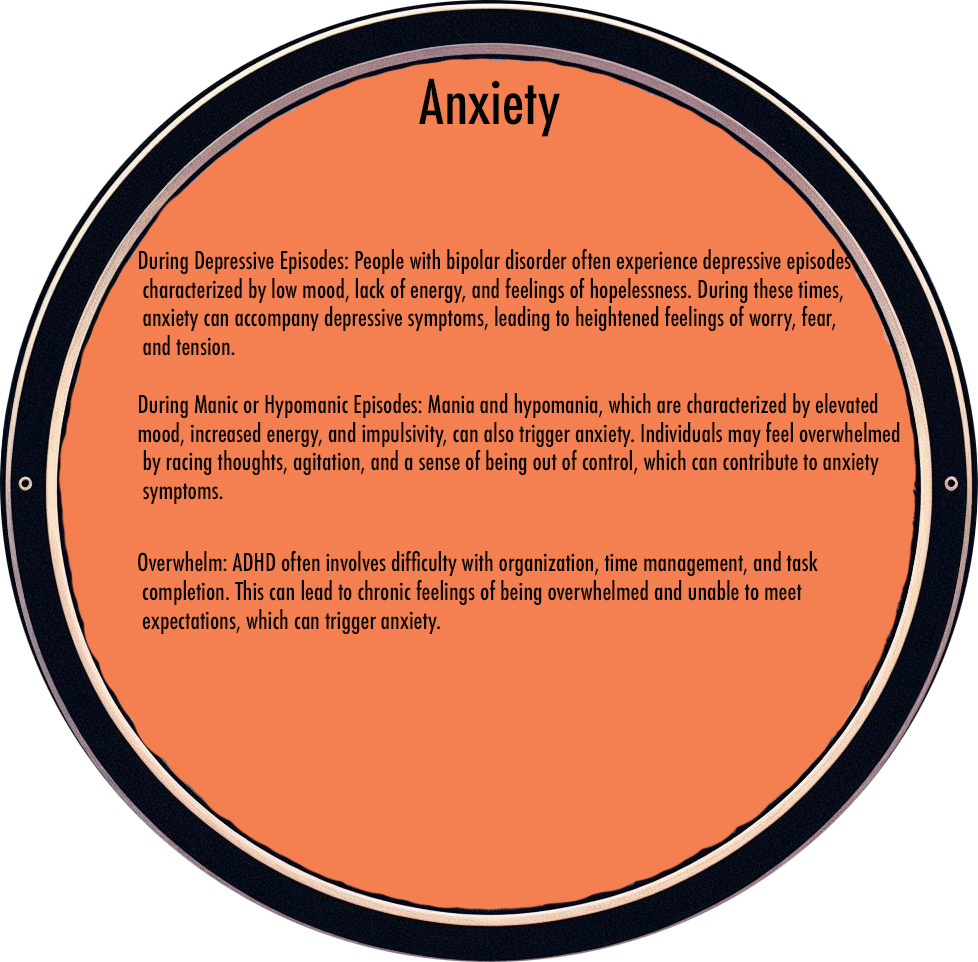 Anxiety
During Depressive Episodes: People with bipolar disorder often experience depressive episodes
characterized by low mood, lack of energy, and feelings of hopelessness. During these times,
anxiety can accompany depressive symptoms, leading to heightened feelings of worry, fear,
and tension.
During Manic or Hypomanic Episodes: Mania and hypomania, which are characterized by elevated
mood, increased energy, and impulsivity, can also trigger anxiety. Individuals may feel overwhelmed
by racing thoughts, agitation, and a sense of being out of control, which can contribute to anxiety
symptoms.
Overwhelm: ADHD often involves difficulty with organization, time management, and task
completion. This can lead to chronic feelings of being overwhelmed and unable to meet
expectations, which can trigger anxiety.